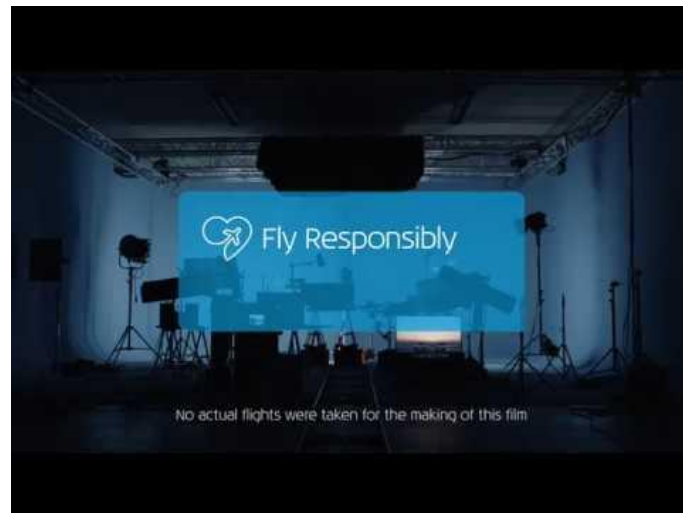 Fly Responsibly
No actual flights were taken for the making of this film